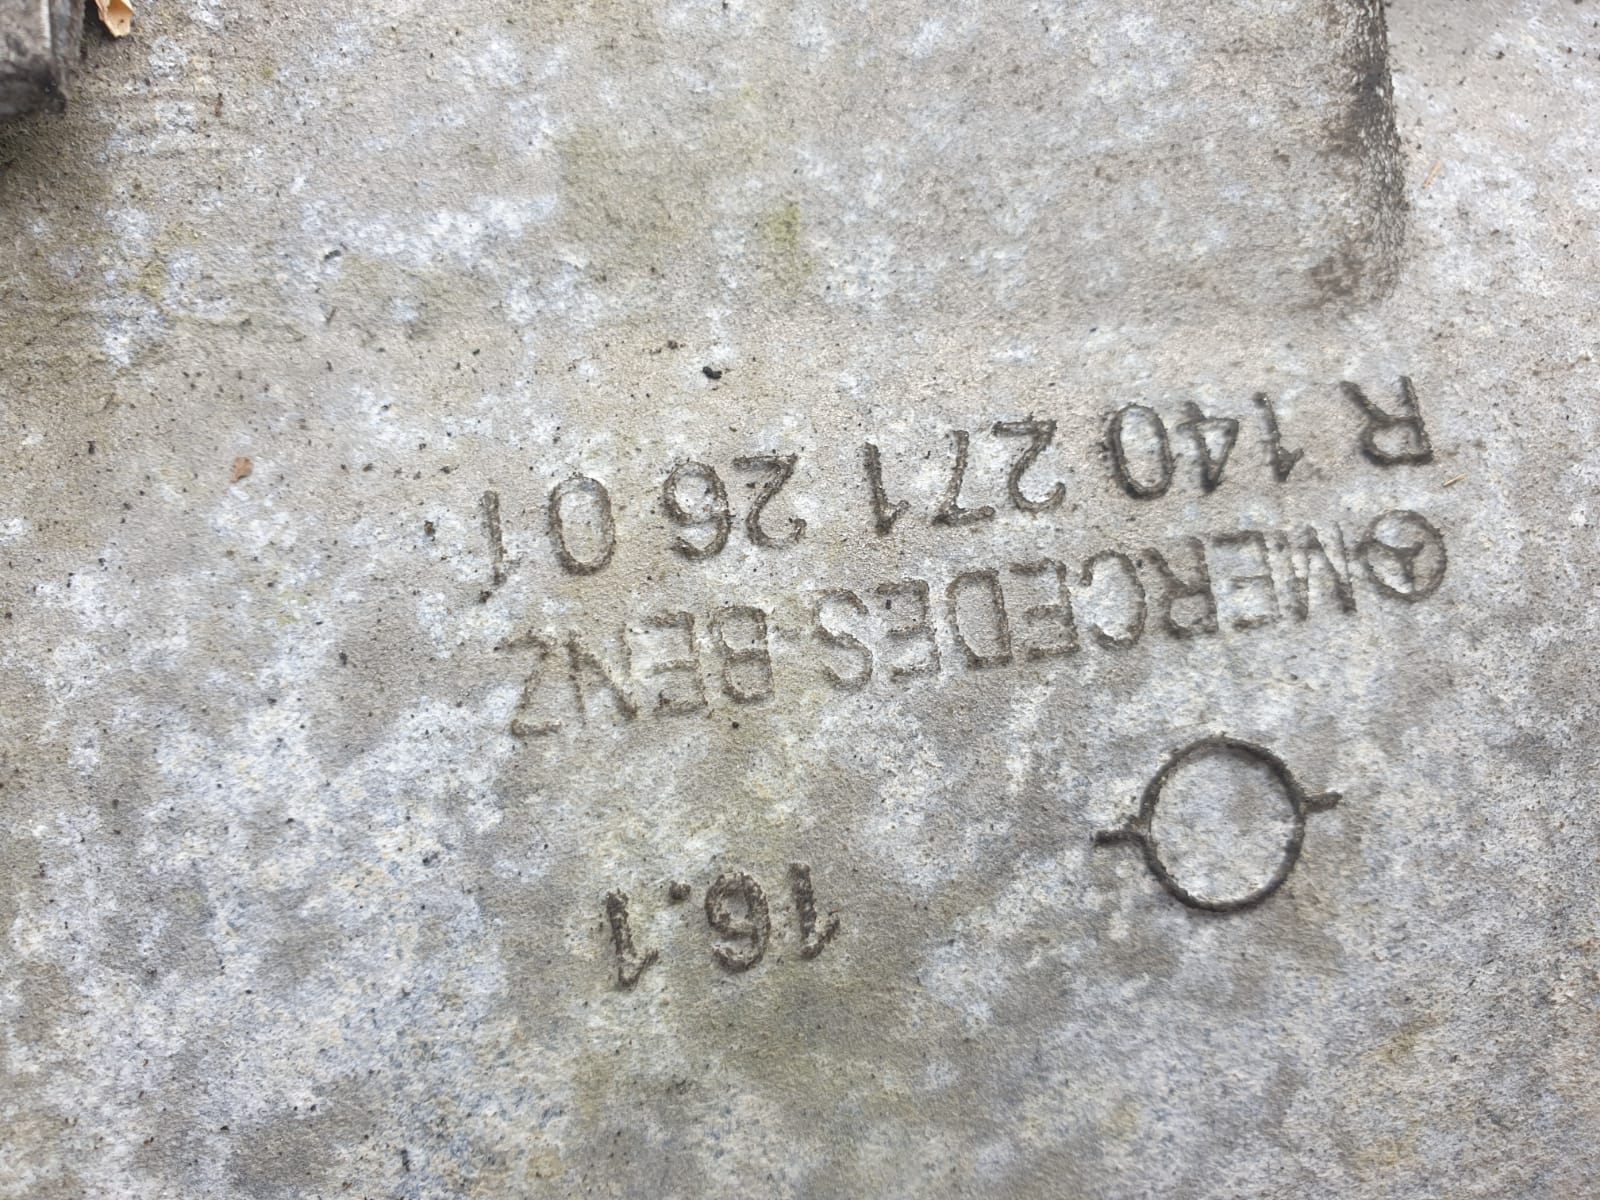 R 140 271 26 01
MERCEDES-BENZ
16.1